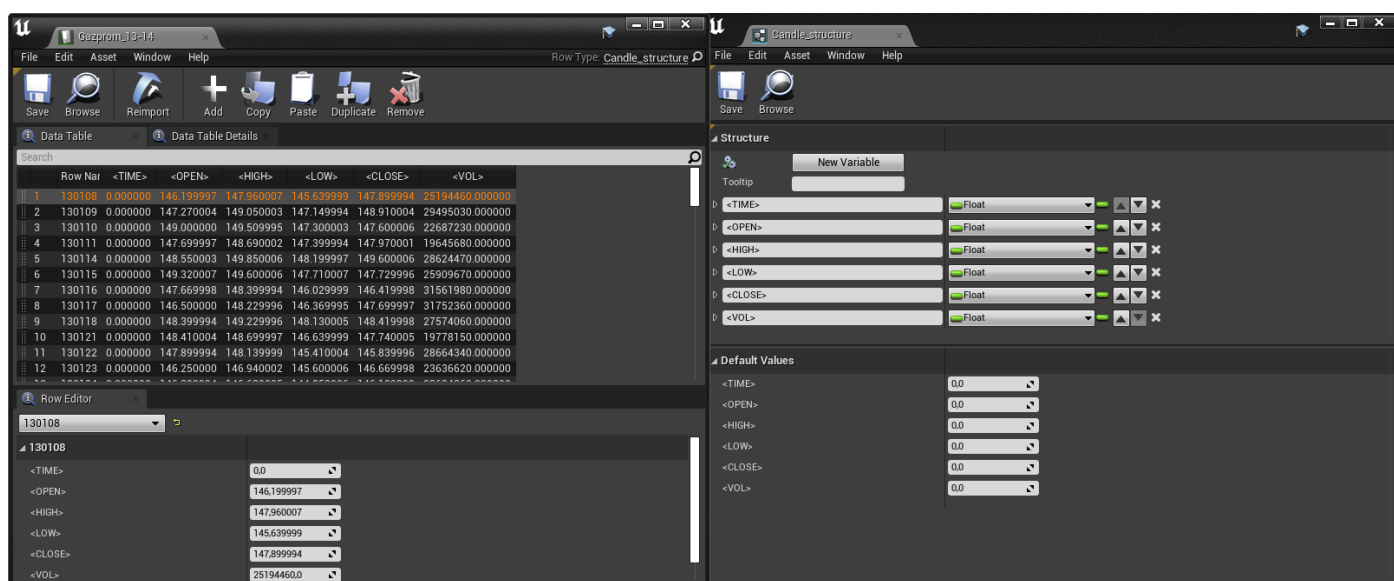 Gazprom_13-14
File Edit Asset Window Help
Row Type: Candle_structure
Save Browse Reimport Add Copy Paste Duplicate Remove
Data Table Data Table Details
Search
Row Nar <TIME> <OPEN> <HIGH> <LOW> <CLOSE> <VOL>
1 130108 0.000000 146.199997 147.960007 145.639999 147.899994 25194460.000000
2 130109 0.000000 147.270004 149.050003 147.149994 148.910004 29495030.000000
3 130110 0.000000 149.000000 149.509995 147.300003 147.600006 22687230.000000
4 130111 0.000000 147.699997 148.690002 147.399994 147.970001 19645680.000000
5 130114 0.000000 148.550003 149.850006 148.199997 149.600006 28624470.000000
6 130115 0.000000 149.320007 149.600006 147.710007 147.729996 25909670.000000
7 130116 0.000000 147.669998 148.399994 146.029999 146.419998 31561980.000000
8 130117 0.000000 146.500000 148.229996 146.369995 147.699997 31752360.000000
9 130118 0.000000 148.399994 149.229996 148.130005 148.419998 27574060.000000
10 130121 0.000000 148.410004 148.699997 146.639999 147.740005 19778150.000000
11 130122 0.000000 147.899994 148.139999 145.410004 145.839996 28664340.000000
12 130123 0.000000 146.250000 146.940002 145.600006 146.669998 23636620.000000
Row Editor
130108
130108
<TIME> 0,0
<OPEN> 146,199997
<HIGH> 147,960007
<LOW> 145,639999
<CLOSE> 147,899994
<VOL> 25194460,0
Candle_structure
File Edit Asset Window Help
Save Browse
Structure
New Variable
Tooltip
<TIME> Float
<OPEN> Float
<HIGH> Float
<LOW> Float
<CLOSE> Float
<VOL> Float
Default Values
<TIME> 0,0
<OPEN> 0,0
<HIGH> 0,0
<LOW> 0,0
<CLOSE> 0,0
<VOL> 0,0